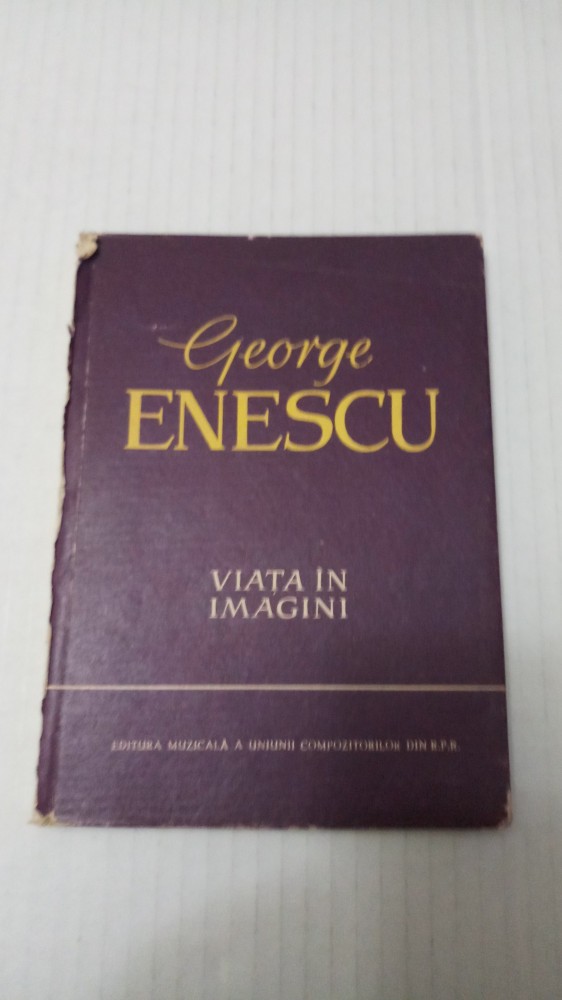 George
ENESCU
VIAȚA ÎN
IMAGINI
EDITURA MUZICALĂ A UNIUNII COMPOZITORILOR DIN R.P.R.